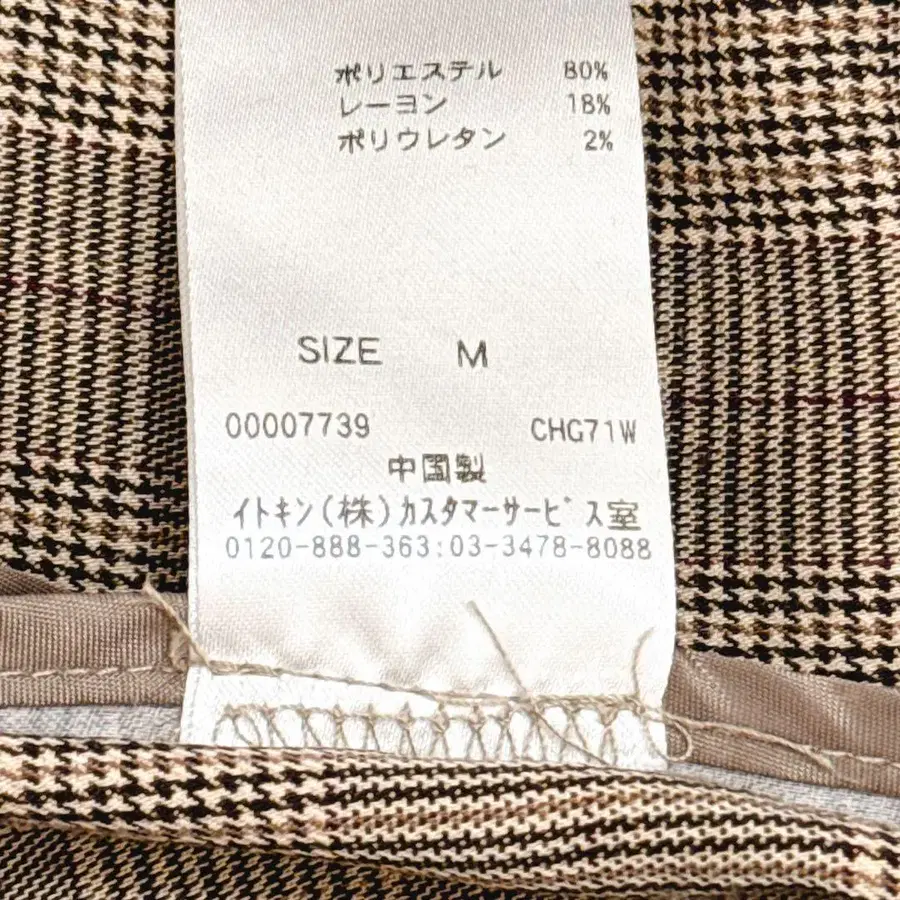 ポリエステル 80%
レーヨン 18%
ポリウレタン 2%
SIZE M
00007739 CHG71W
中国製
イトキン(株)カスタマーサービス室
0120-888-363:03-3478-8088